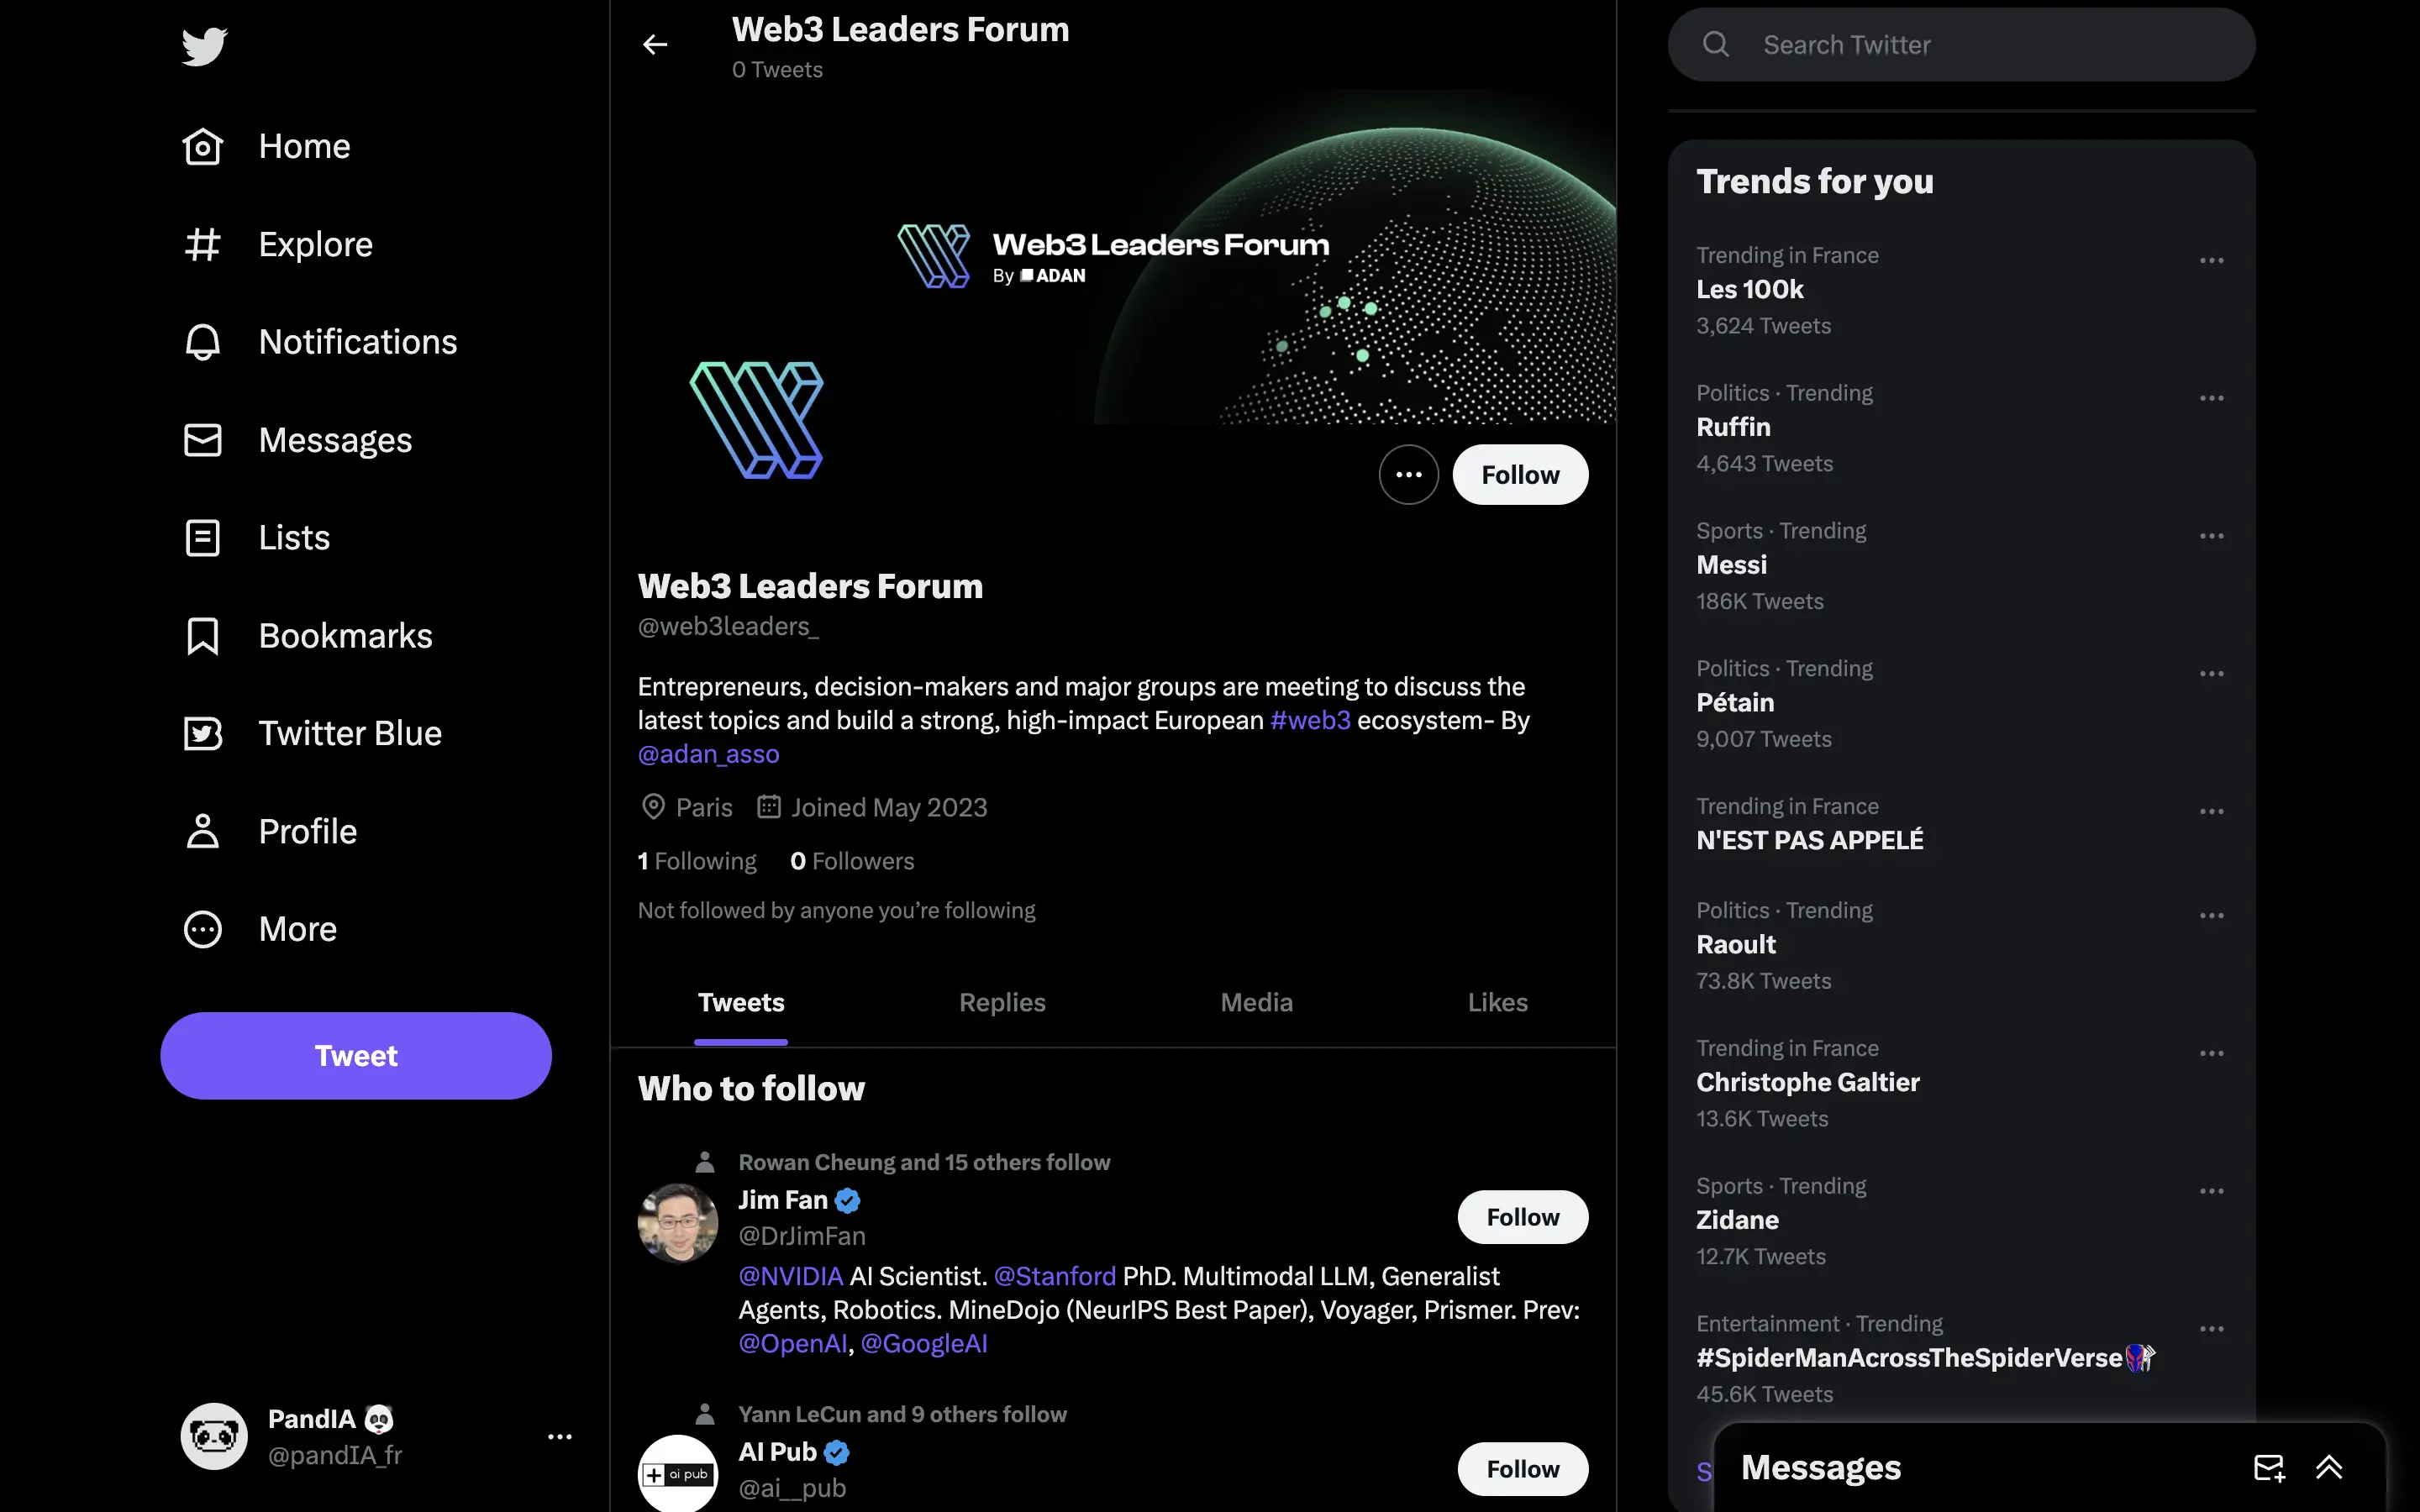 Home
Explore
Notifications
Messages
Lists
Bookmarks
Twitter Blue
Profile
More
Tweet
PandIA
@pandIA_fr
Web3 Leaders Forum
0 Tweets
Web3 Leaders Forum
By ADAN
Follow
Web3 Leaders Forum
@web3leaders_
Entrepreneurs, decision-makers and major groups are meeting to discuss the
latest topics and build a strong, high-impact European #web3 ecosystem- By
@adan_asso
Paris Joined May 2023
1 Following 0 Followers
Not followed by anyone you’re following
Tweets Replies Media Likes
Who to follow
Rowan Cheung and 15 others follow
Jim Fan
@DrJimFan
Follow
@NVIDIA AI Scientist. @Stanford PhD. Multimodal LLM, Generalist
Agents, Robotics. MineDojo (NeurIPS Best Paper), Voyager, Prismer. Prev:
@OpenAI, @GoogleAI
Yann LeCun and 9 others follow
AI Pub
ai pub
@ai__pub
Follow
Search Twitter
Trends for you
Trending in France
Les 100k
3,624 Tweets
Politics · Trending
Ruffin
4,643 Tweets
Sports · Trending
Messi
186K Tweets
Politics · Trending
Pétain
9,007 Tweets
Trending in France
N'EST PAS APPELÉ
Politics · Trending
Raoult
73.8K Tweets
Trending in France
Christophe Galtier
13.6K Tweets
Sports · Trending
Zidane
12.7K Tweets
Entertainment · Trending
#SpiderManAcrossTheSpiderVerse
45.6K Tweets
Messages